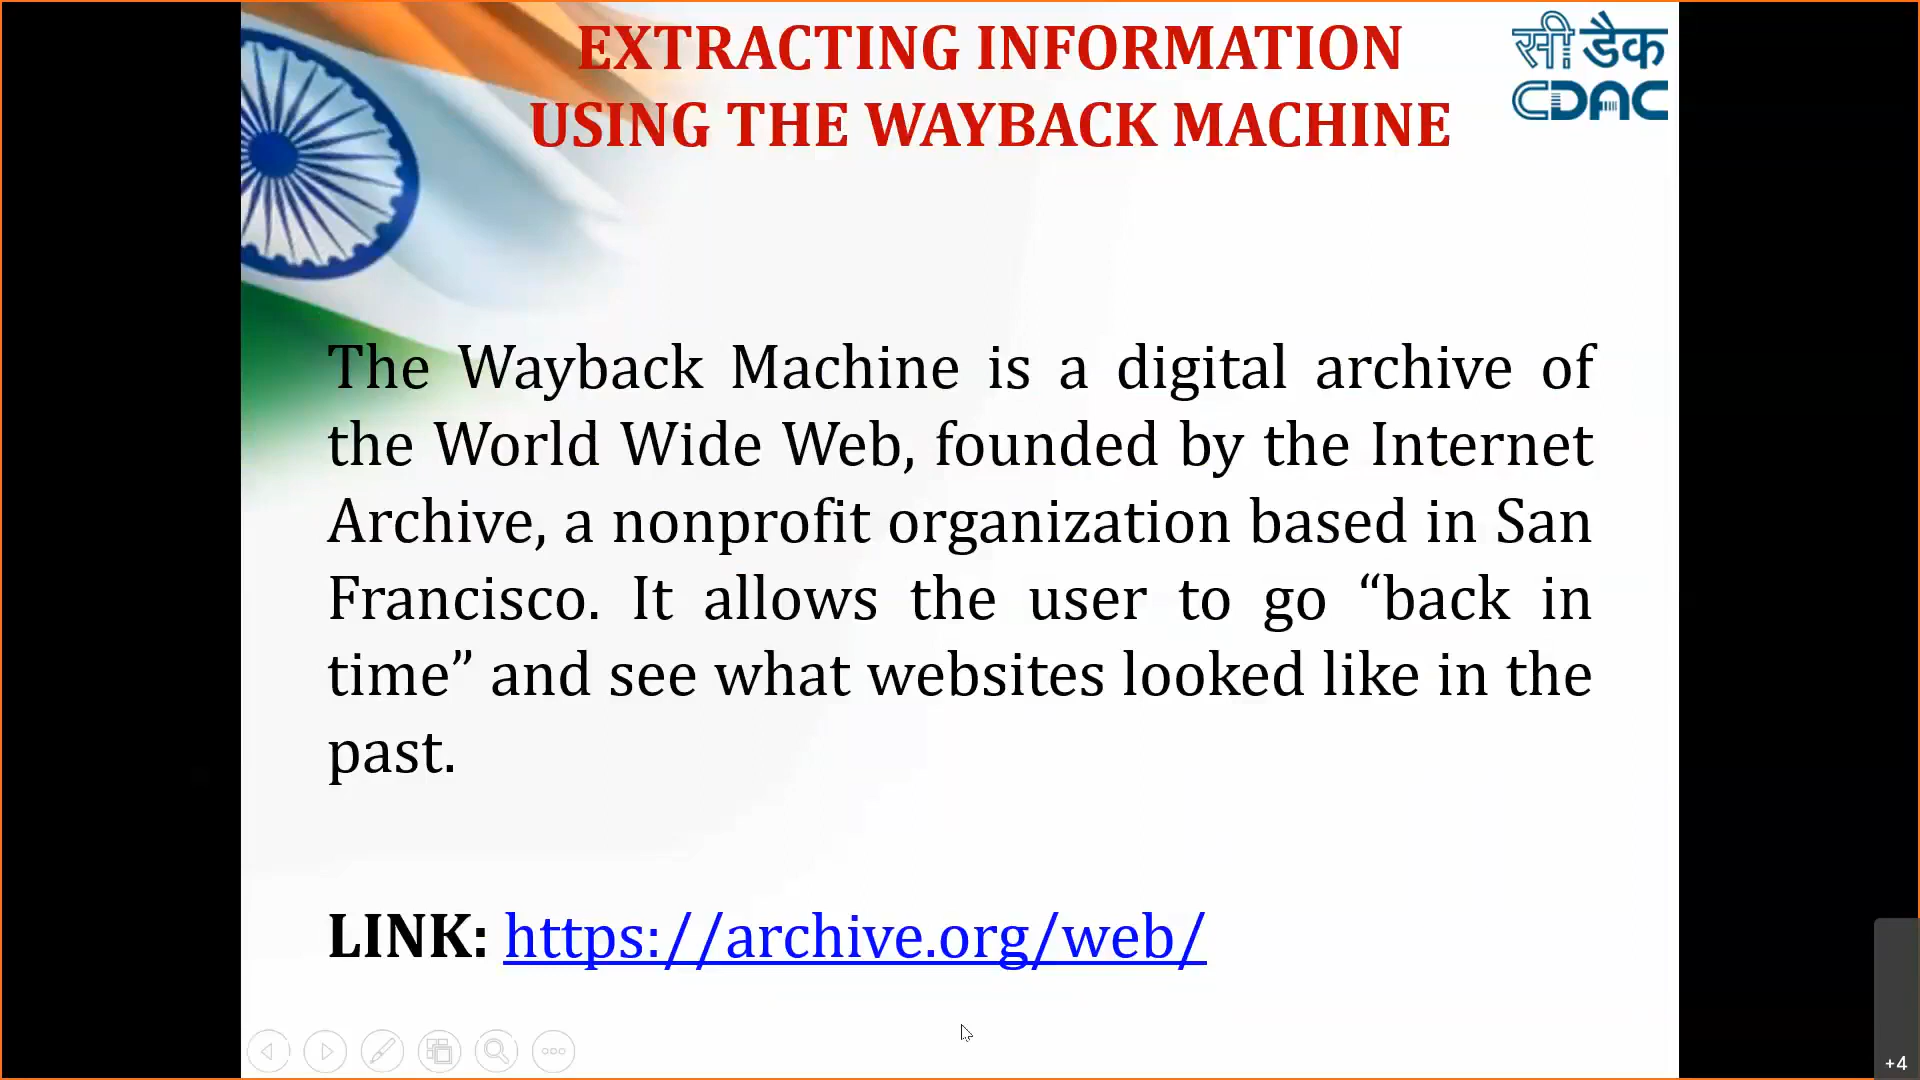 EXTRACTING INFORMATION
USING THE WAYBACK MACHINE
सी डैक
CDAC
The Wayback Machine is a digital archive of
the World Wide Web, founded by the Internet
Archive, a nonprofit organization based in San
Francisco. It allows the user to go “back in
time” and see what websites looked like in the
past.
LINK: https://archive.org/web/
+4